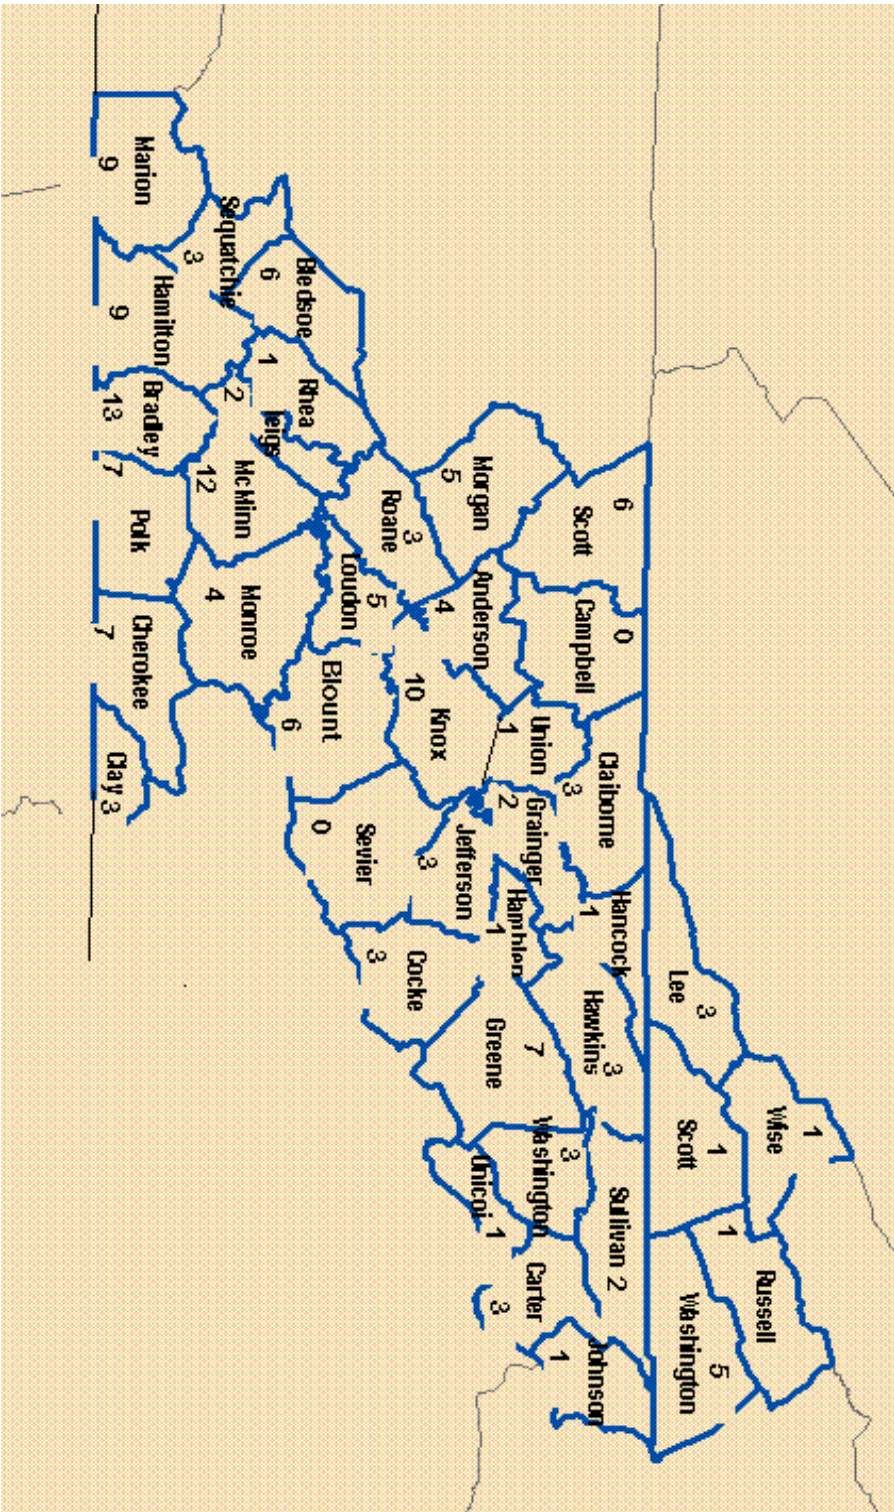 Wise
1
Russell
1
Lee
3
Scott
1
Washington
5
Scott
6
Campbell
0
Claiborne
3
Hancock
1
Hawkins
3
Sullivan 2
Johnson
1
Morgan
5
Anderson
4
Union
1
Grainger
2
Hamblen
1
Greene
7
Washington
3
Unicoi 1
Carter
3
Roane
3
Loudon
5
Knox
10
Jefferson
3
Cocke
3
Sevier
0
Blount
6
Bledsoe
6
Rhea
1
Meigs
2
Sequatchie
3
McMinn
12
Monroe
4
Marion
9
Hamilton
9
Bradley
13
Polk
7
Cherokee
7
Clay 3